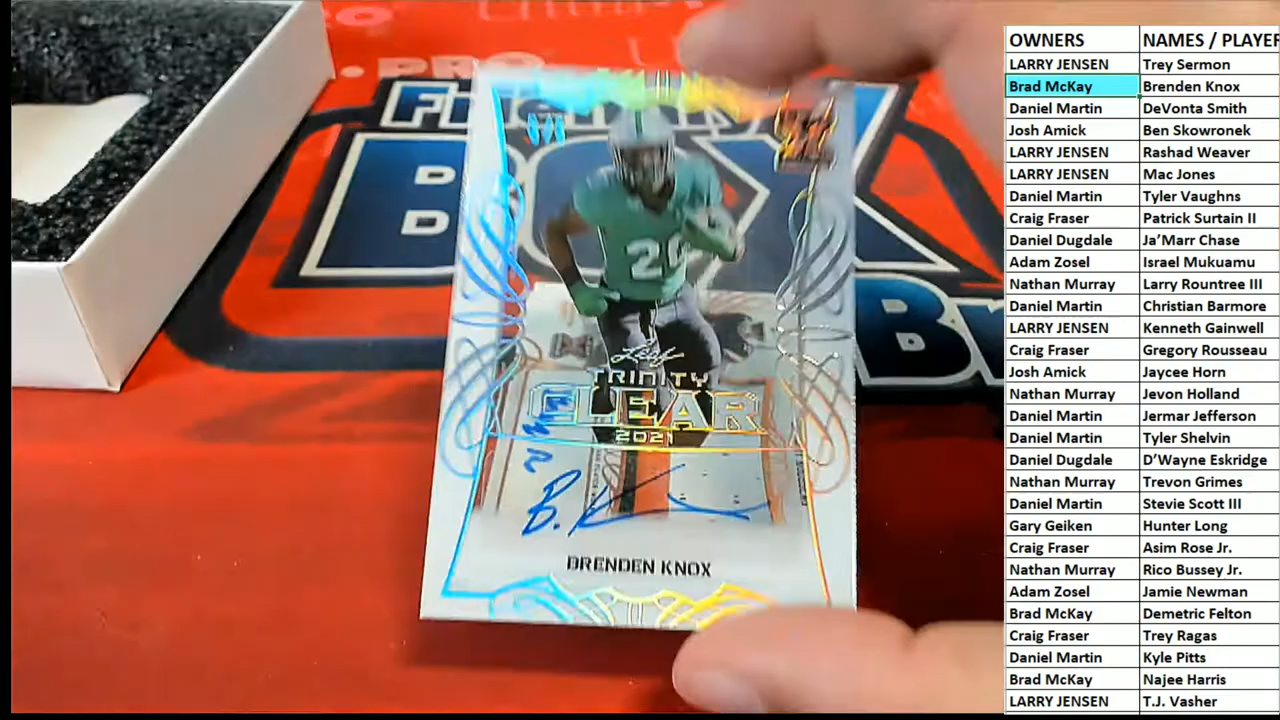 .PRO
Friendly
BOX
Br
20
Leaf
TRINITY
CLEAR
2021
B. K
BRENDEN KNOX
OWNERS NAMES / PLAYER
LARRY JENSEN Trey Sermon
Brad McKay Brenden Knox
Daniel Martin DeVonta Smith
Josh Amick Ben Skowronek
LARRY JENSEN Rashad Weaver
LARRY JENSEN Mac Jones
Daniel Martin Tyler Vaughns
Craig Fraser Patrick Surtain II
Daniel Dugdale Ja'Marr Chase
Adam Zosel Israel Mukuamu
Nathan Murray Larry Rountree III
Daniel Martin Christian Barmore
LARRY JENSEN Kenneth Gainwell
Craig Fraser Gregory Rousseau
Josh Amick Jaycee Horn
Nathan Murray Jevon Holland
Daniel Martin Jermar Jefferson
Daniel Martin Tyler Shelvin
Daniel Dugdale D'Wayne Eskridge
Nathan Murray Trevon Grimes
Daniel Martin Stevie Scott III
Gary Geiken Hunter Long
Craig Fraser Asim Rose Jr.
Nathan Murray Rico Bussey Jr.
Adam Zosel Jamie Newman
Brad McKay Demetric Felton
Craig Fraser Trey Ragas
Daniel Martin Kyle Pitts
Brad McKay Najee Harris
LARRY JENSEN T.J. Vasher